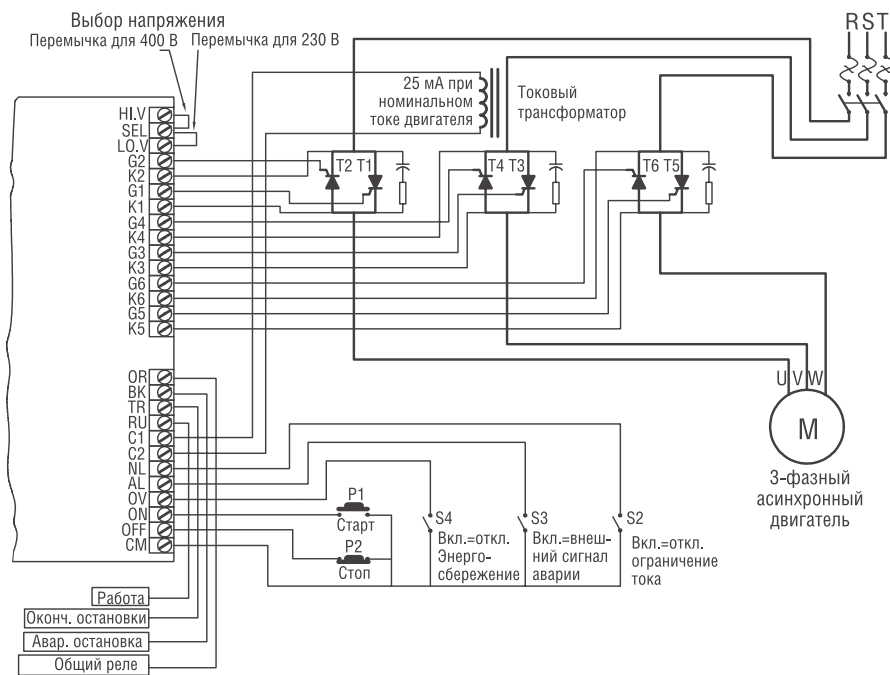 Выбор напряжения
Перемычка для 400 В Перемычка для 230 В
R S T
25 мА при
номинальном
токе двигателя
Токовый
трансформатор
HI.V
SEL
LO.V
G2
K2
G1
K1
G4
K4
G3
K3
G6
K6
G5
K5
T2 T1
T4 T3
T6 T5
OR
BK
TR
RU
C1
C2
NL
AL
OV
ON
OFF
CM
U V W
M
3-фазный
асинхронный
двигатель
P1
Старт
P2
Стоп
S4
Вкл.=откл.
Энерго-
сбережение
S3
Вкл.=внеш-
ний сигнал
аварии
S2
Вкл.=откл.
ограничение
тока
Работа
Оконч. остановки
Авар. остановка
Общий реле